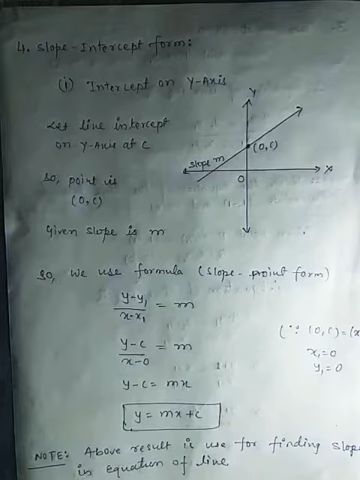 4. Slope-Intercept form:
(i) Intercept on Y-Axis
Let line intercept
on Y-Axis at C
So, point is
(0,C)
Given slope is m
Y
(0,C)
slope m
O
X
So, We use formula (slope-point form)
y-y₁/x-x₁ = m
y-c/x-0 = m
y-c = mx
y = mx+c
(∵ (0,C)=(x
x₁=0
y₁=0
NOTE: Above result is use for finding slope
in equation of line